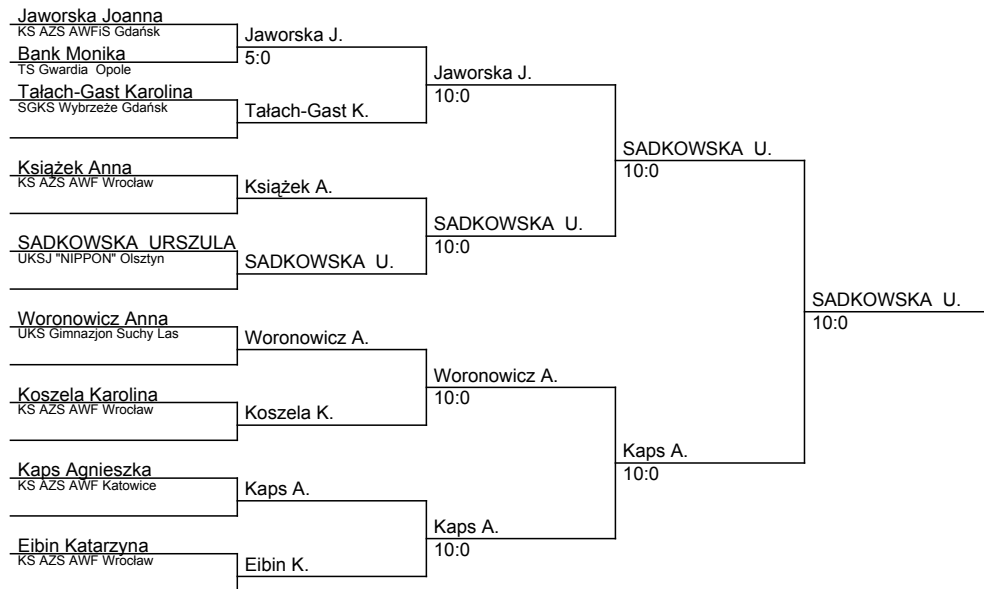 Jaworska Joanna
KS AZS AWFiS Gdańsk
Jaworska J.
5:0
Bank Monika
TS Gwardia Opole
Jaworska J.
10:0
Tałach-Gast Karolina
SGKS Wybrzeże Gdańsk
Tałach-Gast K.
SADKOWSKA U.
10:0
Książek Anna
KS AZS AWF Wrocław
Książek A.
SADKOWSKA U.
10:0
SADKOWSKA URSZULA
UKSJ "NIPPON" Olsztyn
SADKOWSKA U.
SADKOWSKA U.
10:0
Woronowicz Anna
UKS Gimnazjon Suchy Las
Woronowicz A.
Woronowicz A.
10:0
Koszela Karolina
KS AZS AWF Wrocław
Koszela K.
Kaps A.
10:0
Kaps Agnieszka
KS AZS AWF Katowice
Kaps A.
Kaps A.
10:0
Eibin Katarzyna
KS AZS AWF Wrocław
Eibin K.